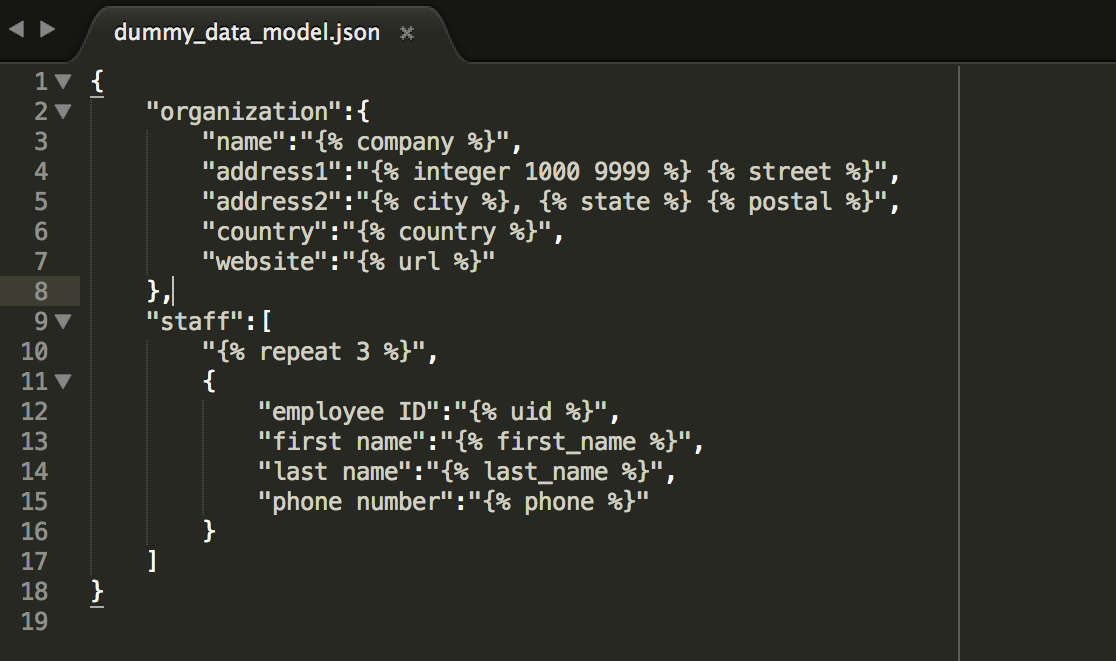 dummy_data_model.json
1 {
2     "organization":{
3         "name":"{% company %}",
4         "address1":"{% integer 1000 9999 %} {% street %}",
5         "address2":"{% city %}, {% state %} {% postal %}",
6         "country":"{% country %}",
7         "website":"{% url %}"
8     },
9     "staff":[
10         "{% repeat 3 %}",
11         {
12             "employee ID":"{% uid %}",
13             "first name":"{% first_name %}",
14             "last name":"{% last_name %}",
15             "phone number":"{% phone %}"
16         }
17     ]
18 }
19